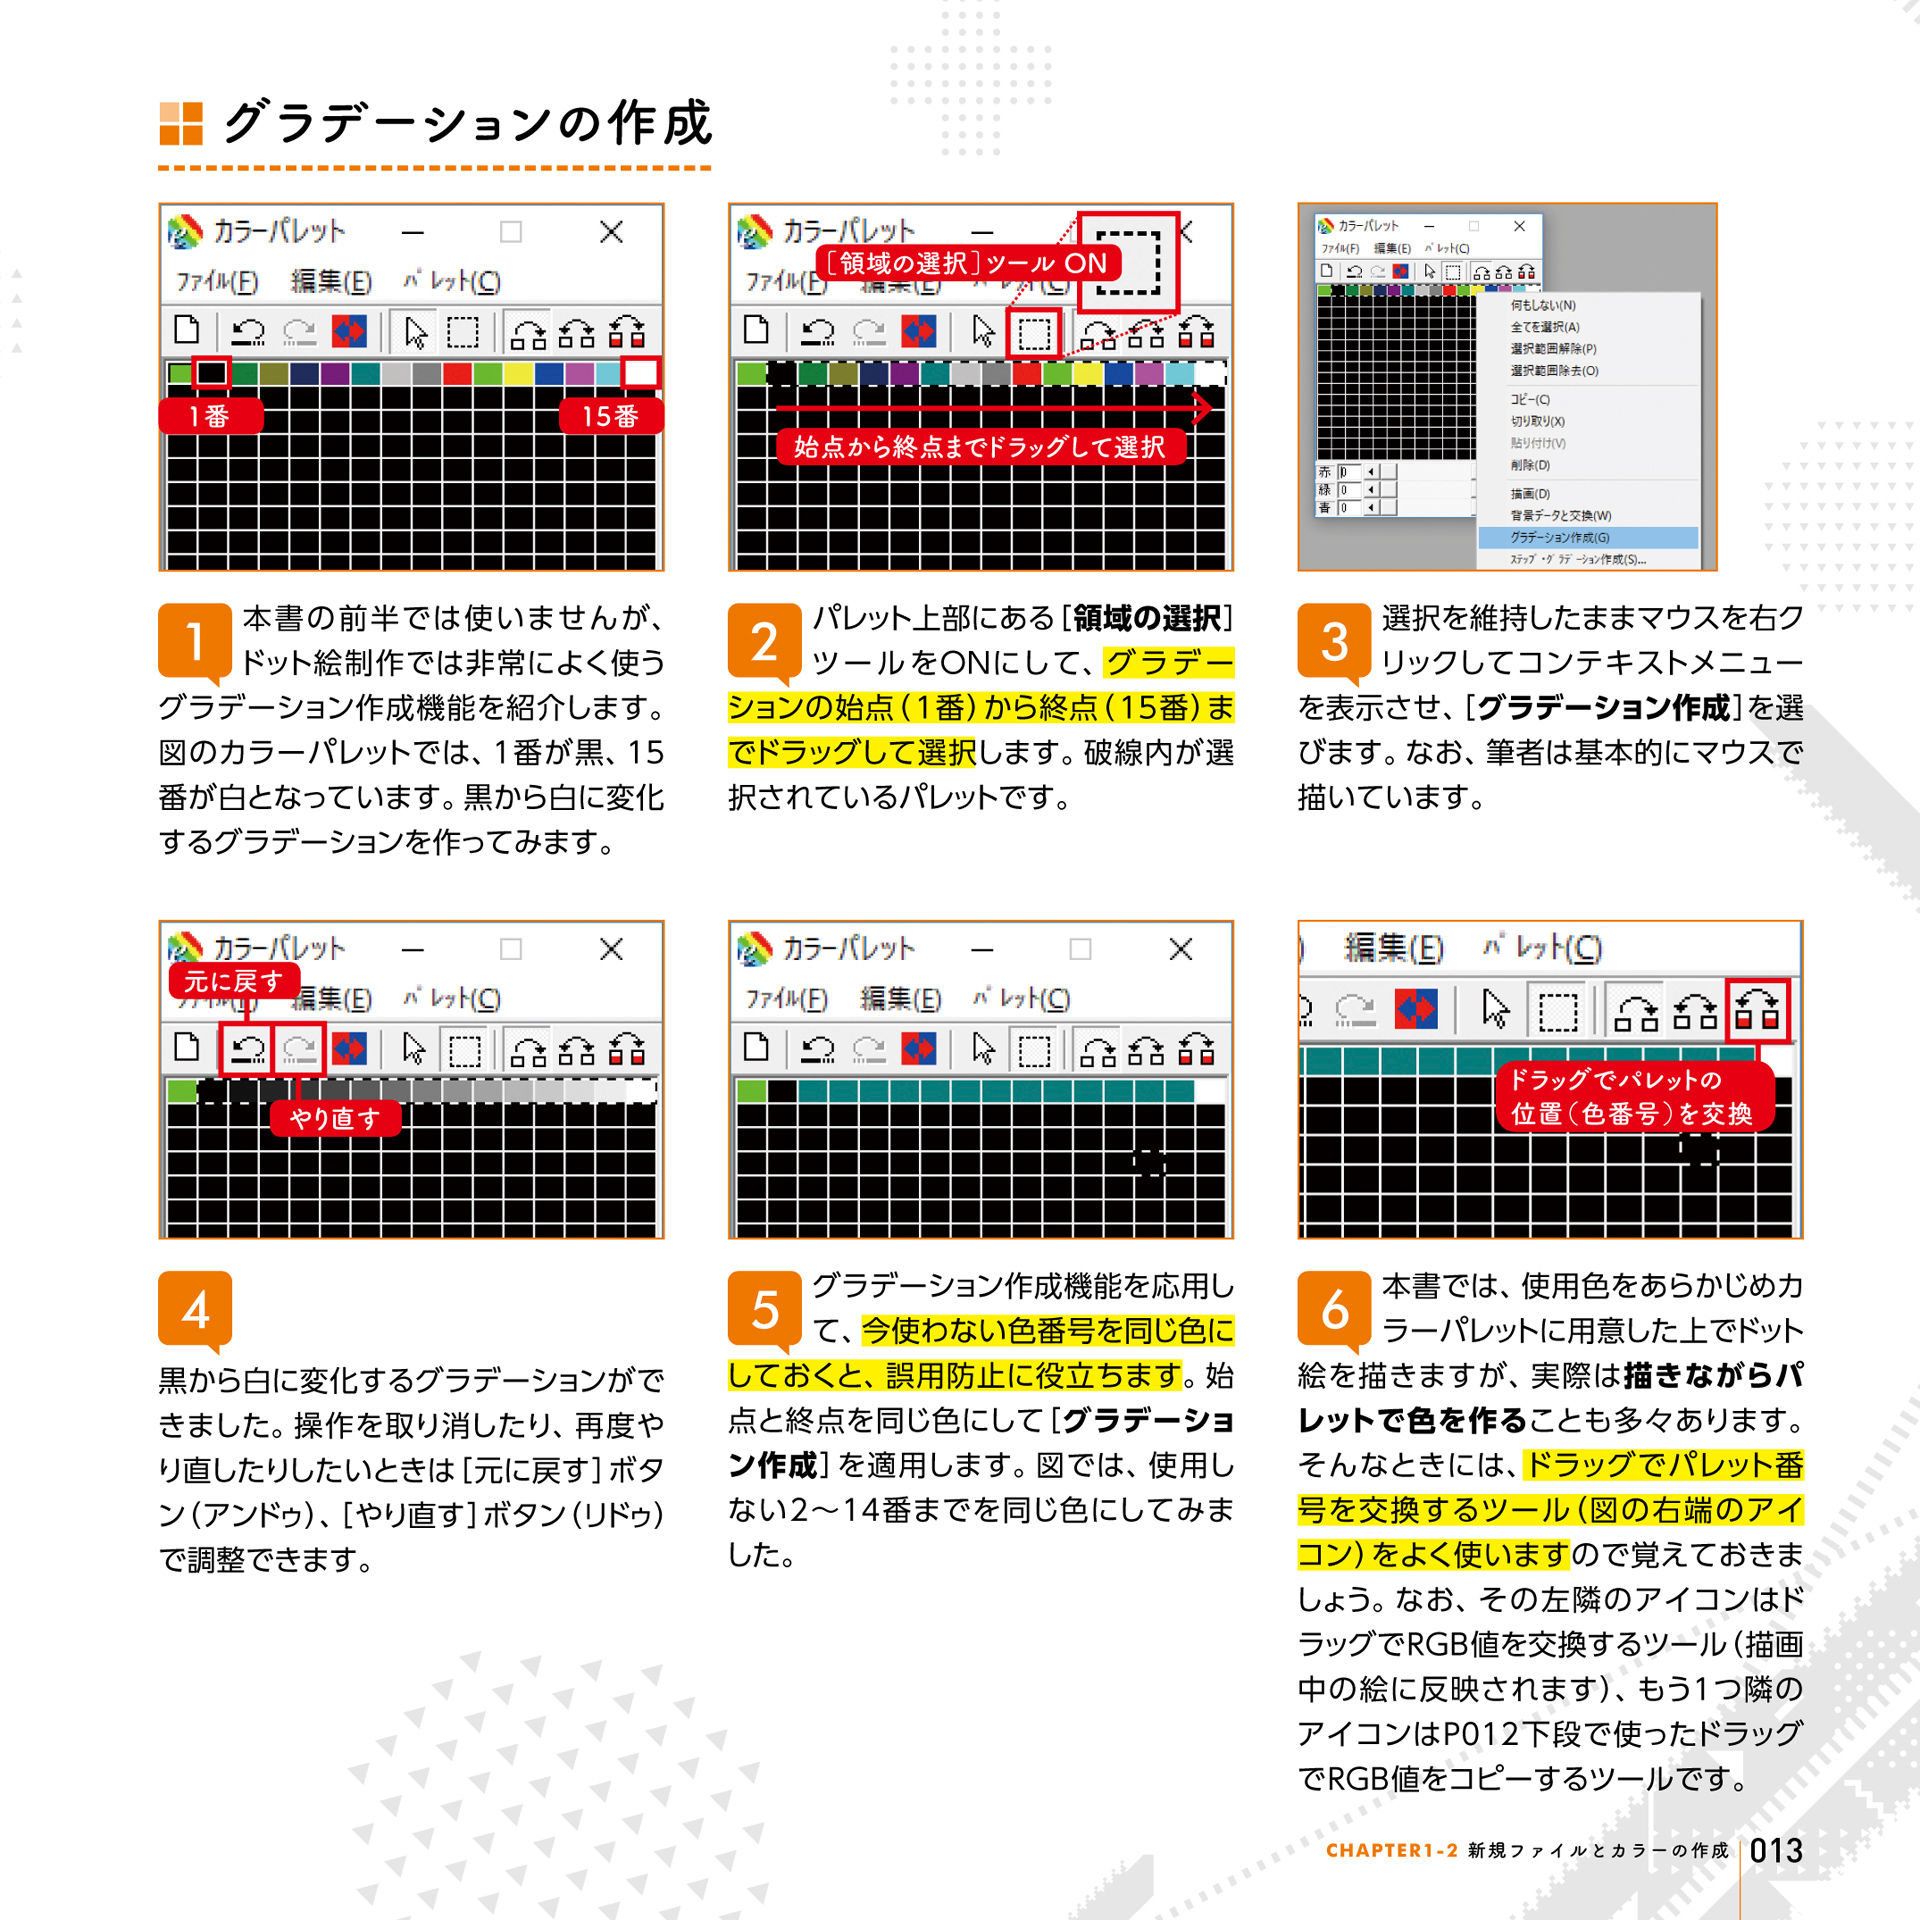 グラデーションの作成
カラーパレット
ファイル(F) 編集(E) パレット(C)
1番
15番
カラーパレット
ファイル(F)
[領域の選択]ツール ON
始点から終点までドラッグして選択
カラーパレット
ファイル(F) 編集(E) パレット(C)
何もしない(N)
全てを選択(A)
選択範囲解除(P)
選択範囲除去(O)
コピー(C)
切り取り(X)
貼り付け(V)
削除(D)
描画(D)
背景データと交換(W)
グラデーション作成(G)
ステップ・グラデーション作成(S)...
赤 0
緑 0
青 0
1
本書の前半では使いませんが、
ドット絵制作では非常によく使う
グラデーション作成機能を紹介します。
図のカラーパレットでは、1番が黒、15
番が白となっています。黒から白に変化
するグラデーションを作ってみます。
2
パレット上部にある[領域の選択]
ツールをONにして、グラデー
ションの始点(1番)から終点(15番)ま
でドラッグして選択します。破線内が選
択されているパレットです。
3
選択を維持したままマウスを右ク
リックしてコンテキストメニュー
を表示させ、[グラデーション作成]を選
びます。なお、筆者は基本的にマウスで
描いています。
カラーパレット
元に戻す
編集(E) パレット(C)
やり直す
カラーパレット
ファイル(F) 編集(E) パレット(C)
編集(E) パレット(C)
ドラッグでパレットの
位置(色番号)を交換
4
黒から白に変化するグラデーションがで
きました。操作を取り消したり、再度や
り直したりしたいときは[元に戻す]ボタ
ン(アンドゥ)、[やり直す]ボタン(リドゥ)
で調整できます。
5
グラデーション作成機能を応用し
て、今使わない色番号を同じ色に
しておくと、誤用防止に役立ちます。始
点と終点を同じ色にして[グラデーショ
ン作成]を適用します。図では、使用し
ない2〜14番までを同じ色にしてみま
した。
6
本書では、使用色をあらかじめカ
ラーパレットに用意した上でドット
絵を描きますが、実際は描きながらパ
レットで色を作ることも多々あります。
そんなときには、ドラッグでパレット番
号を交換するツール(図の右端のアイ
コン)をよく使いますので覚えておきま
しょう。なお、その左隣のアイコンはド
ラッグでRGB値を交換するツール(描画
中の絵に反映されます)、もう1つ隣の
アイコンはP012下段で使ったドラッグ
でRGB値をコピーするツールです。
CHAPTER1-2 新規ファイルとカラーの作成 013